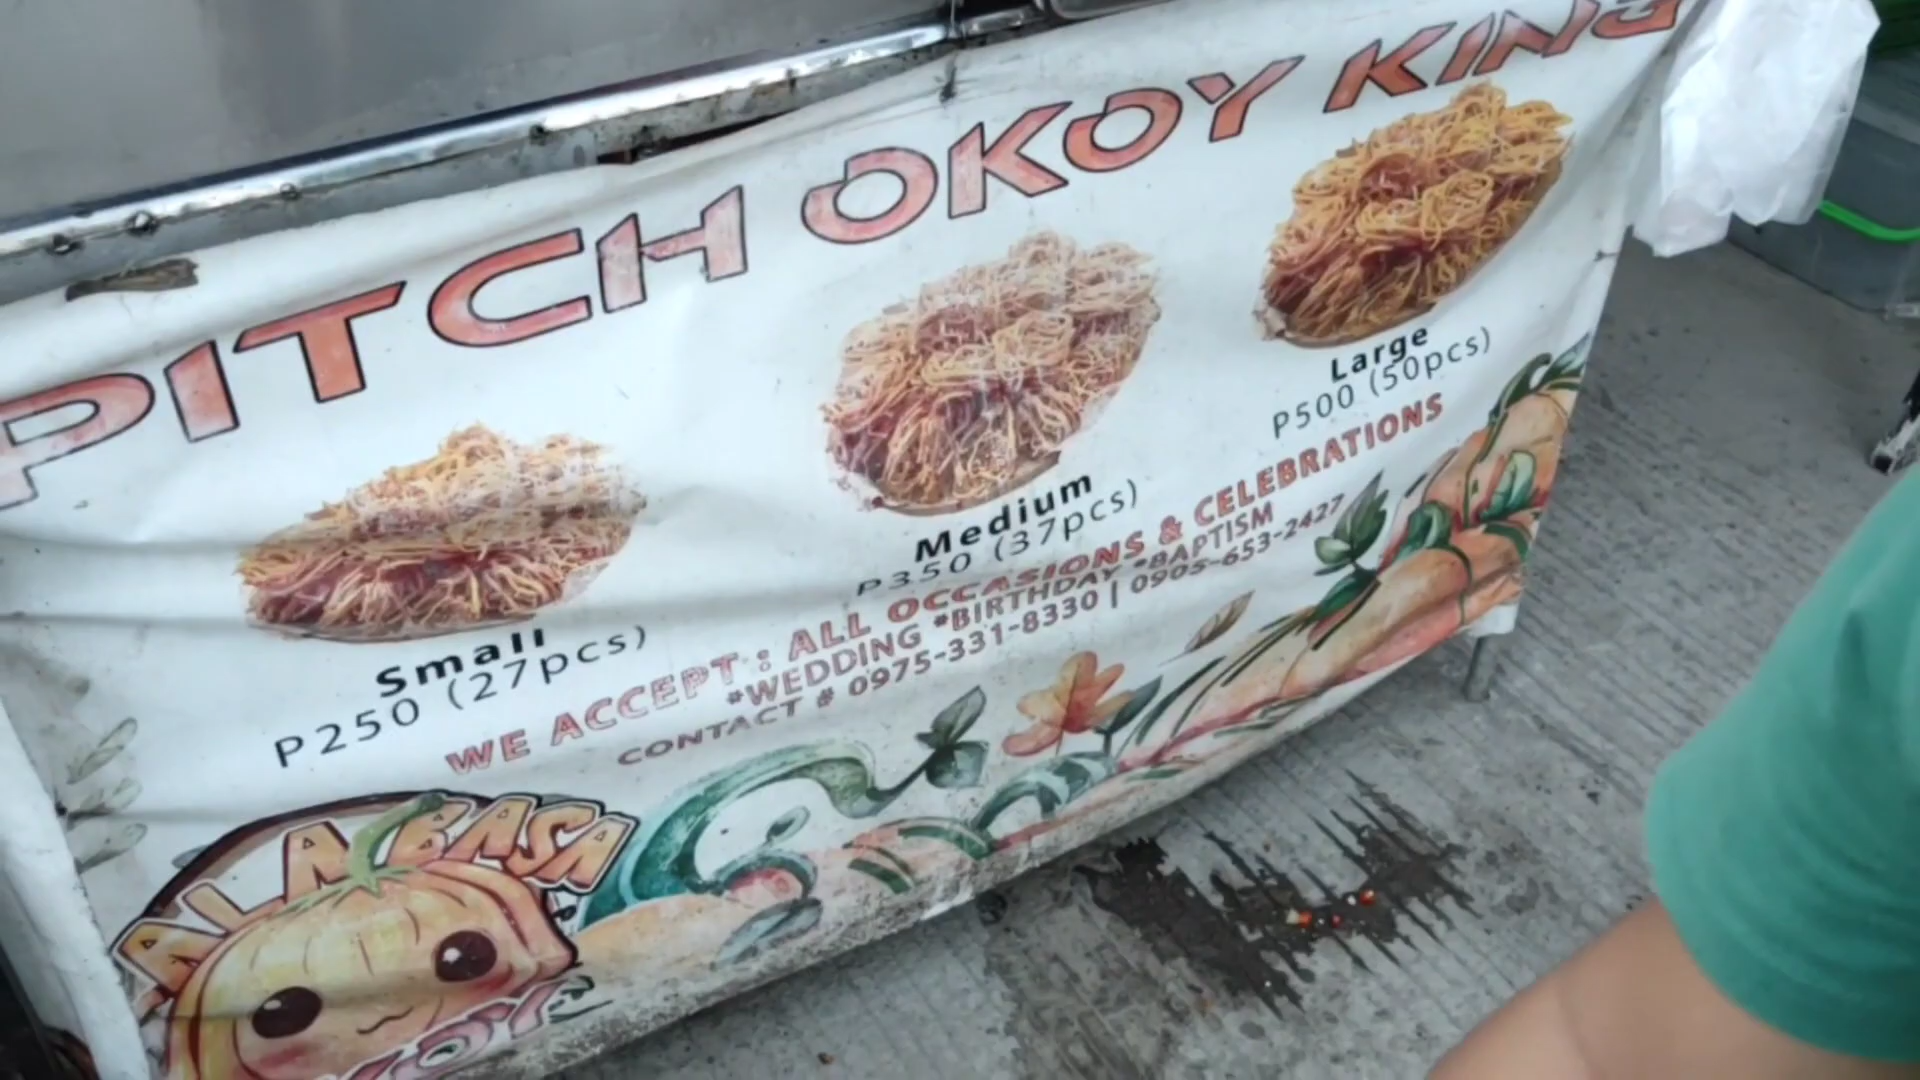 PITCH OKOY KING
Small
P250 (27pcs)
Medium
P350 (37pcs)
Large
P500 (50pcs)
WE ACCEPT : ALL OCCASIONS & CELEBRATIONS
*WEDDING *BIRTHDAY *BAPTISM
CONTACT # 0975-331-8330 | 0905-653-2427
ALABASA